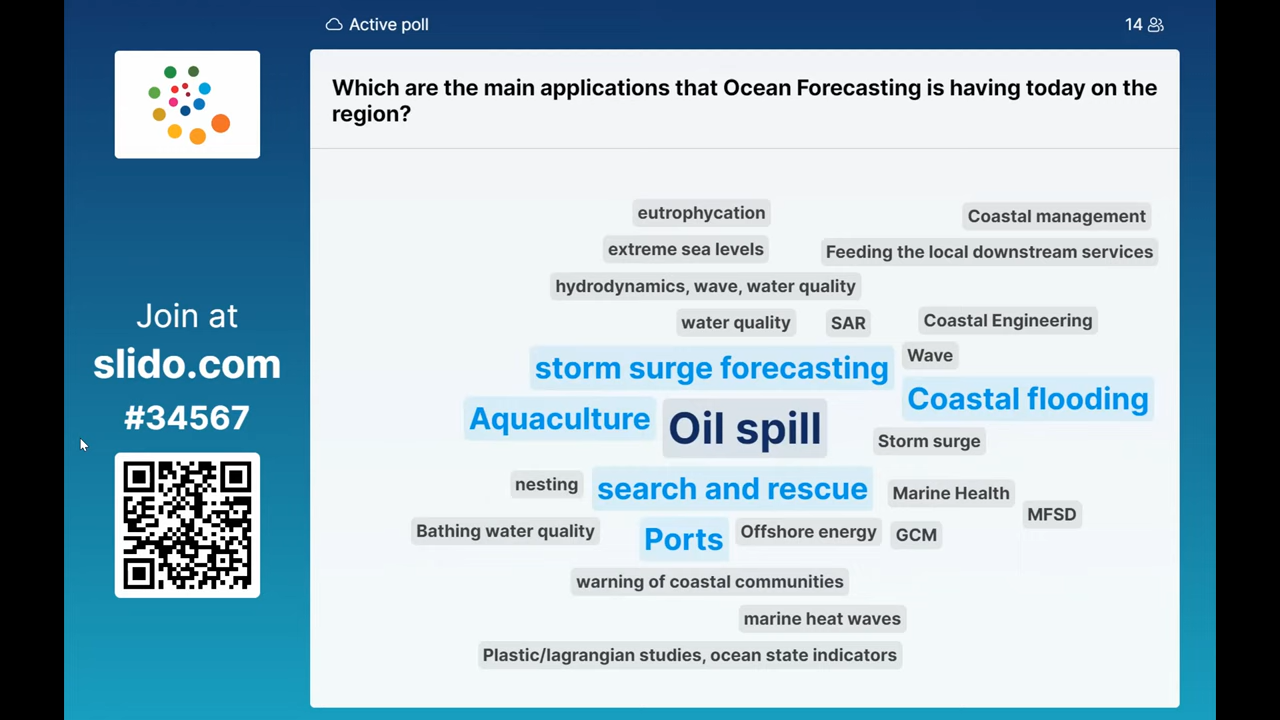 Active poll
14
Which are the main applications that Ocean Forecasting is having today on the
region?
Join at
slido.com
#34567
eutrophycation
Coastal management
extreme sea levels
Feeding the local downstream services
hydrodynamics, wave, water quality
water quality
SAR
Coastal Engineering
storm surge forecasting
Wave
Coastal flooding
Aquaculture
Oil spill
Storm surge
nesting
search and rescue
Marine Health
MFSD
Bathing water quality
Ports
Offshore energy
GCM
warning of coastal communities
marine heat waves
Plastic/lagrangian studies, ocean state indicators